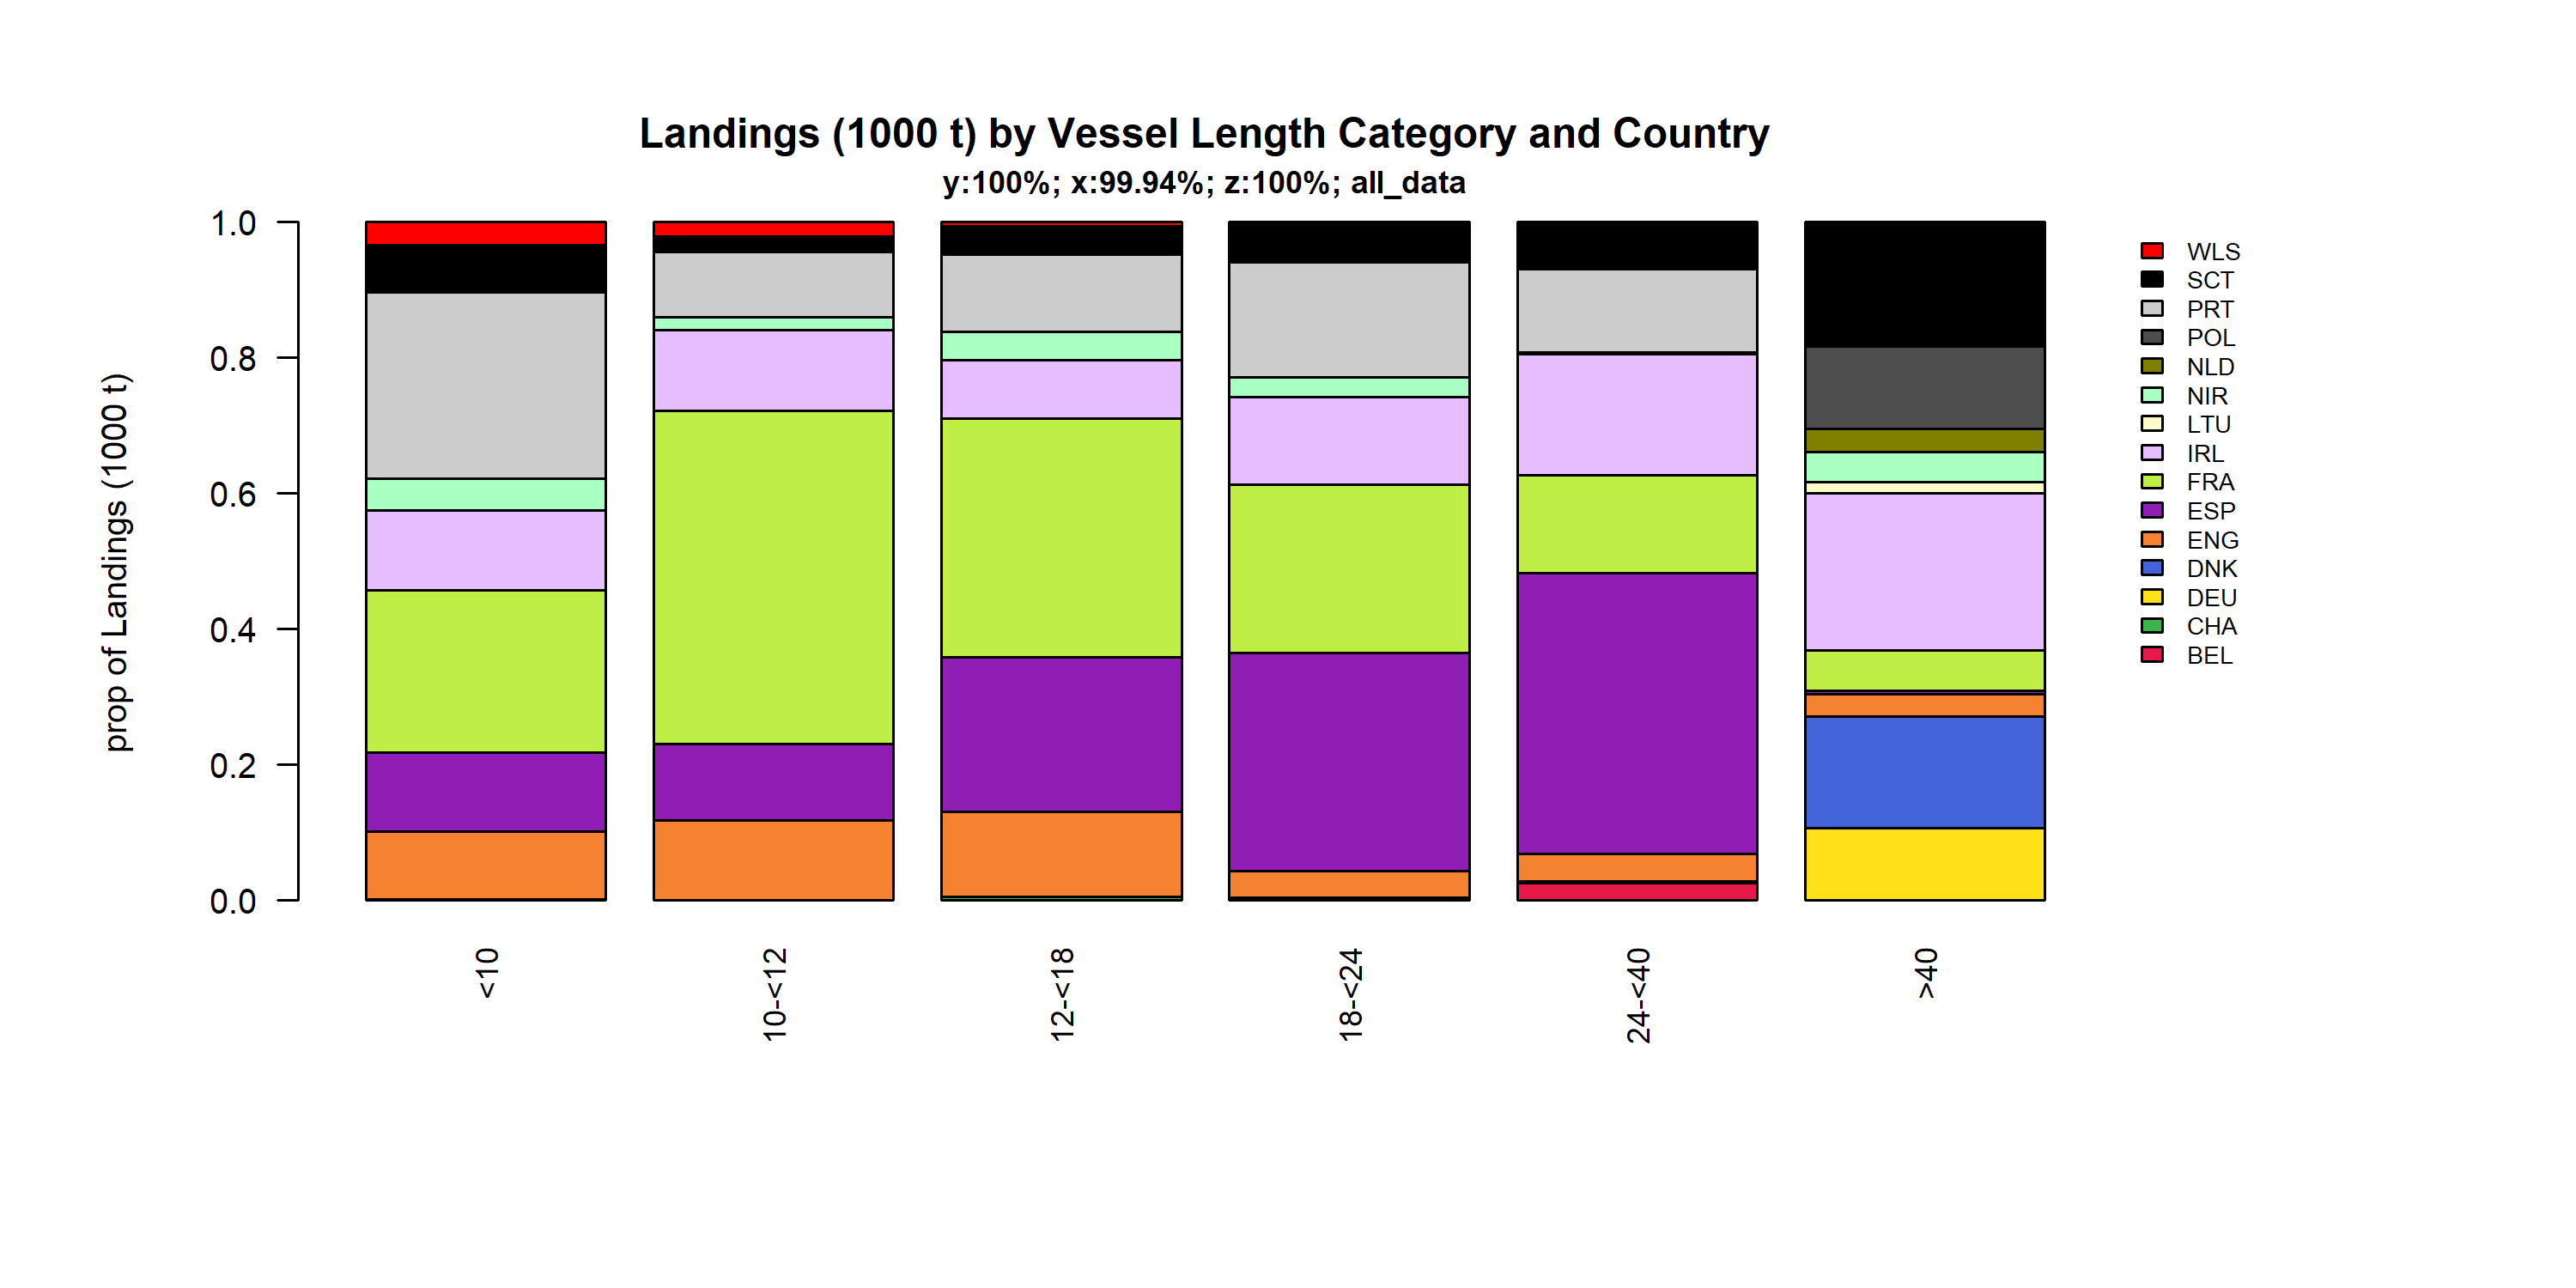 Landings (1000 t) by Vessel Length Category and Country
y:100%; x:99.94%; z:100%; all_data
prop of Landings (1000 t)
1.0
0.8
0.6
0.4
0.2
0.0
<10
10-<12
12-<18
18-<24
24-<40
>40
WLS
SCT
PRT
POL
NLD
NIR
LTU
IRL
FRA
ESP
ENG
DNK
DEU
CHA
BEL